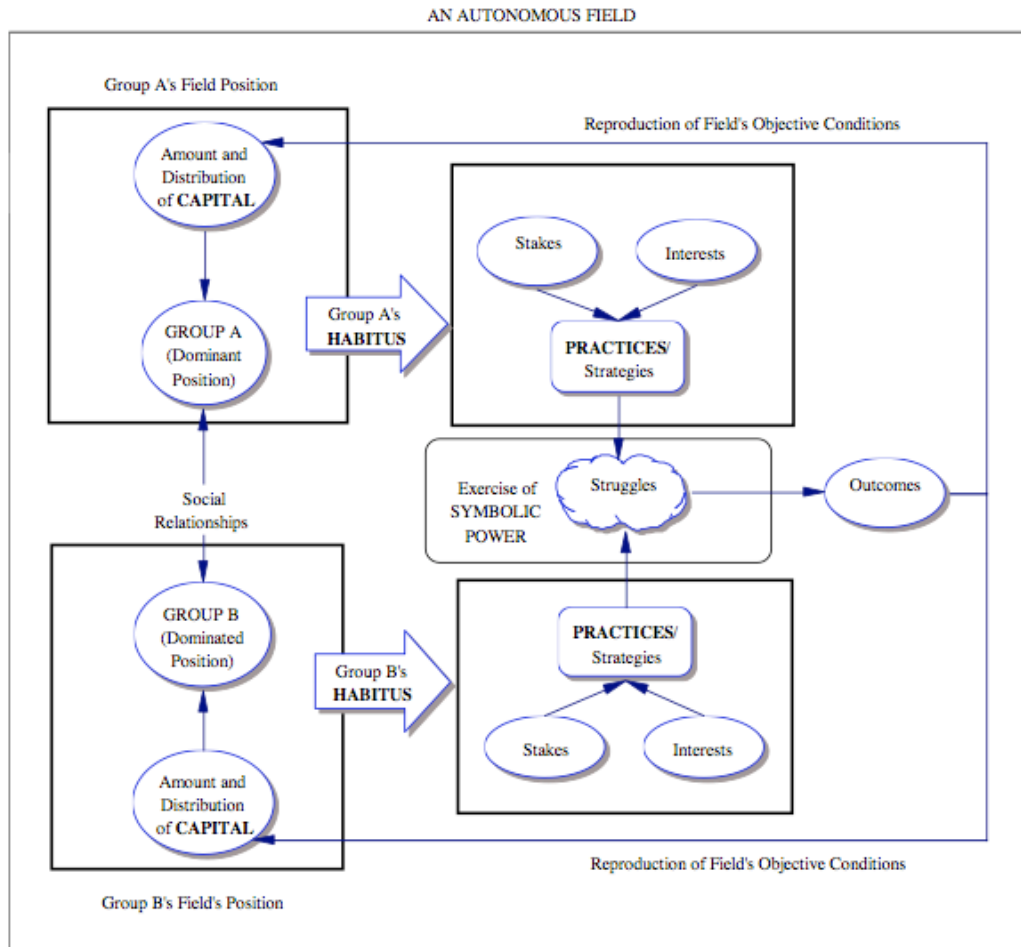 AN AUTONOMOUS FIELD
Group A's Field Position
Reproduction of Field's Objective Conditions
Amount and
Distribution
of CAPITAL
Stakes
Interests
Group A's
HABITUS
GROUP A
(Dominant
Position)
PRACTICES/
Strategies
Social
Relationships
Exercise of
SYMBOLIC
POWER
Struggles
Outcomes
GROUP B
(Dominated
Position)
Group B's
HABITUS
PRACTICES/
Strategies
Stakes
Interests
Amount and
Distribution
of CAPITAL
Reproduction of Field's Objective Conditions
Group B's Field's Position